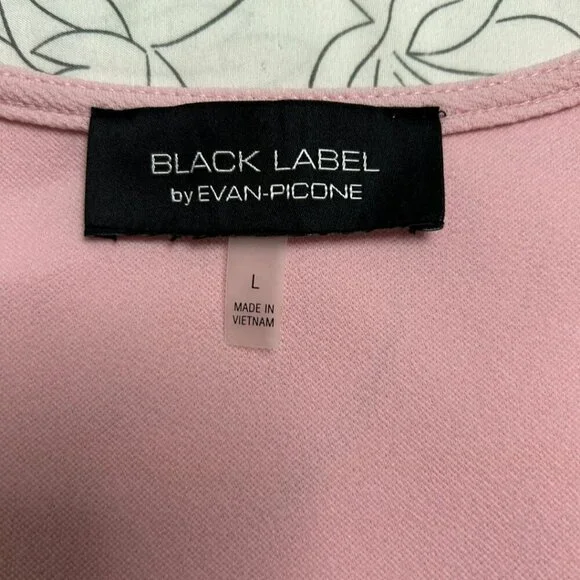 BLACK LABEL
by EVAN-PICONE
L
MADE IN
VIETNAM